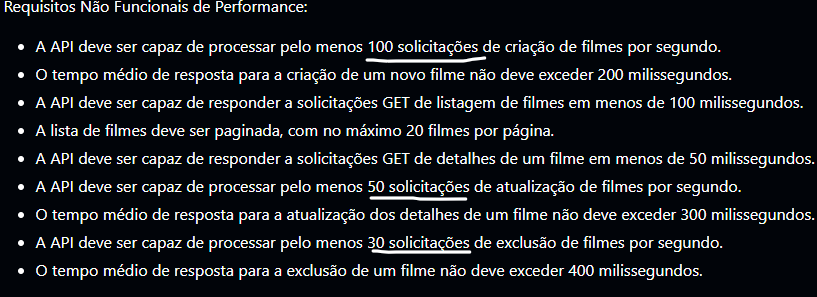 Requisitos Não Funcionais de Performance:
• A API deve ser capaz de processar pelo menos 100 solicitações de criação de filmes por segundo.
• O tempo médio de resposta para a criação de um novo filme não deve exceder 200 milissegundos.
• A API deve ser capaz de responder a solicitações GET de listagem de filmes em menos de 100 milissegundos.
• A lista de filmes deve ser paginada, com no máximo 20 filmes por página.
• A API deve ser capaz de responder a solicitações GET de detalhes de um filme em menos de 50 milissegundos.
• A API deve ser capaz de processar pelo menos 50 solicitações de atualização de filmes por segundo.
• O tempo médio de resposta para a atualização dos detalhes de um filme não deve exceder 300 milissegundos.
• A API deve ser capaz de processar pelo menos 30 solicitações de exclusão de filmes por segundo.
• O tempo médio de resposta para a exclusão de um filme não deve exceder 400 milissegundos.